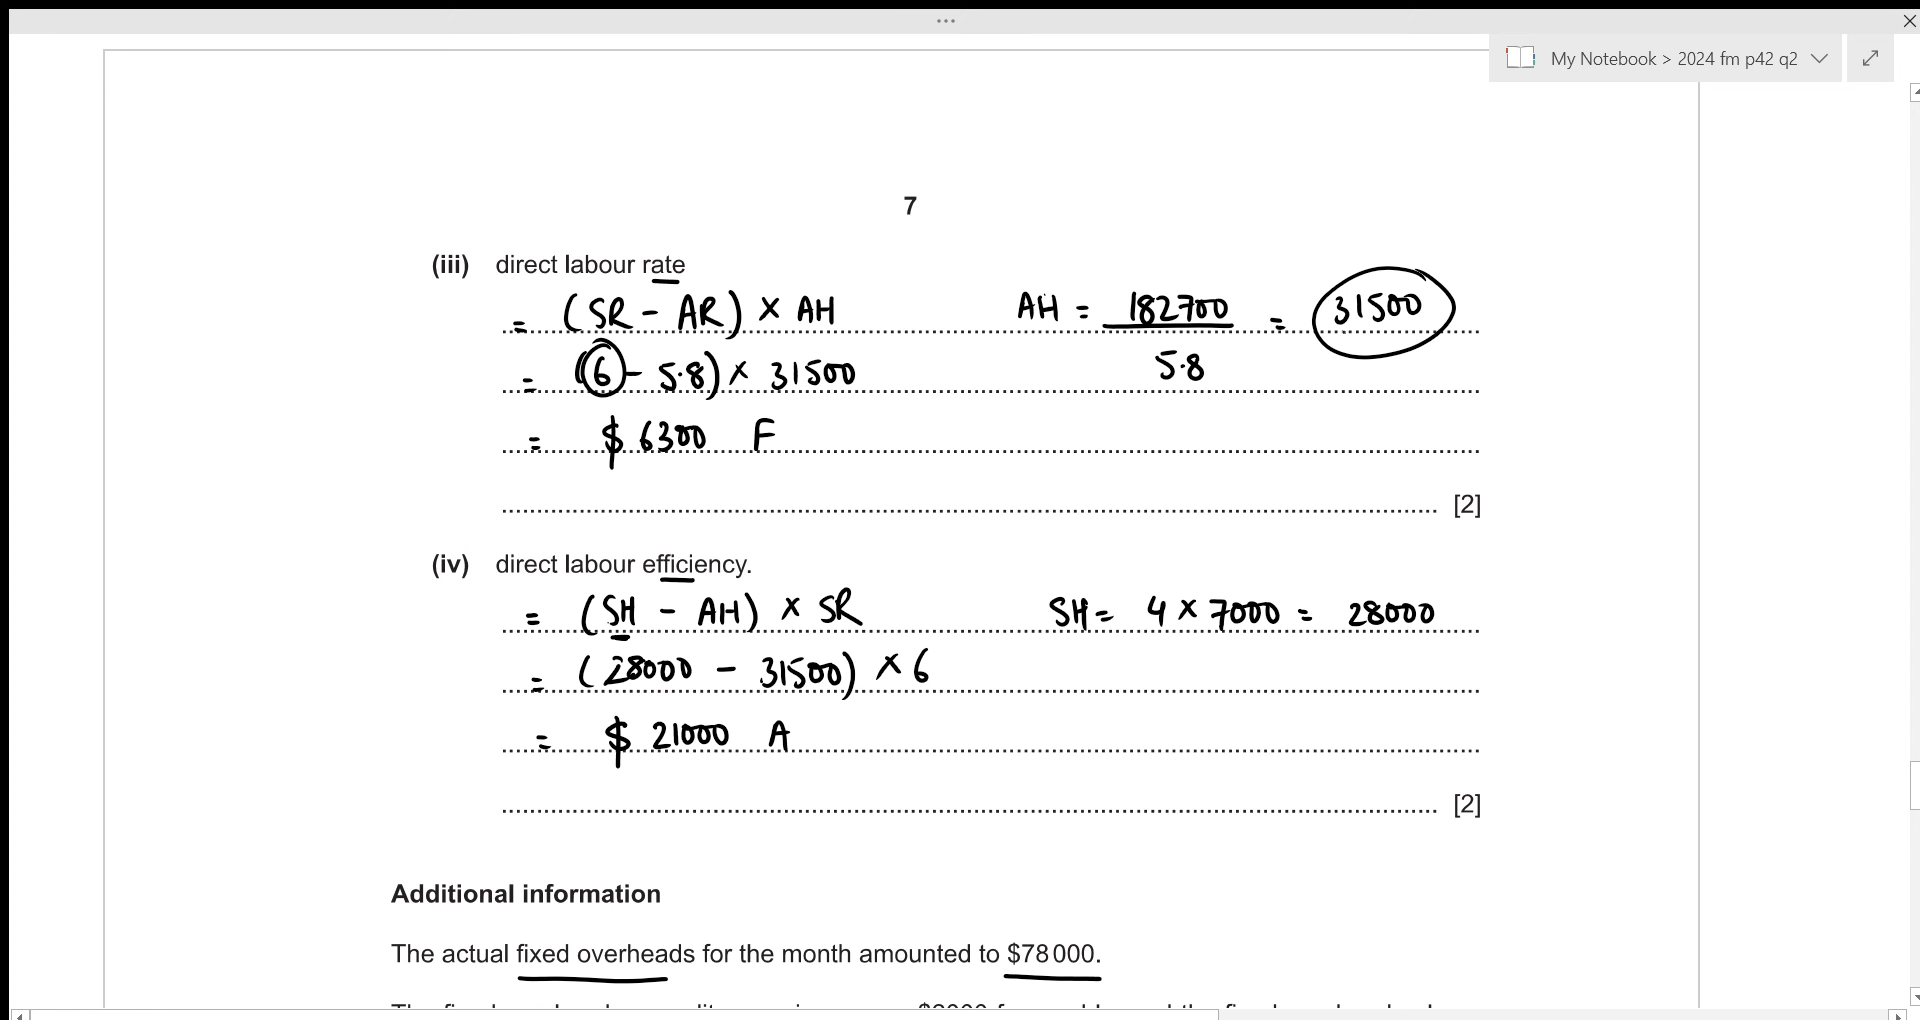 ...
My Notebook > 2024 fm p42 q2
7
(iii) direct labour rate
= (SR - AR) × AH AH = 182700 / 5.8 = 31500
= (6 - 5.8) × 31500
= $ 6300 F
[2]
(iv) direct labour efficiency.
= (SH - AH) × SR SH = 4 × 7000 = 28000
= (28000 - 31500) × 6
= $ 21000 A
[2]
Additional information
The actual fixed overheads for the month amounted to $78 000.